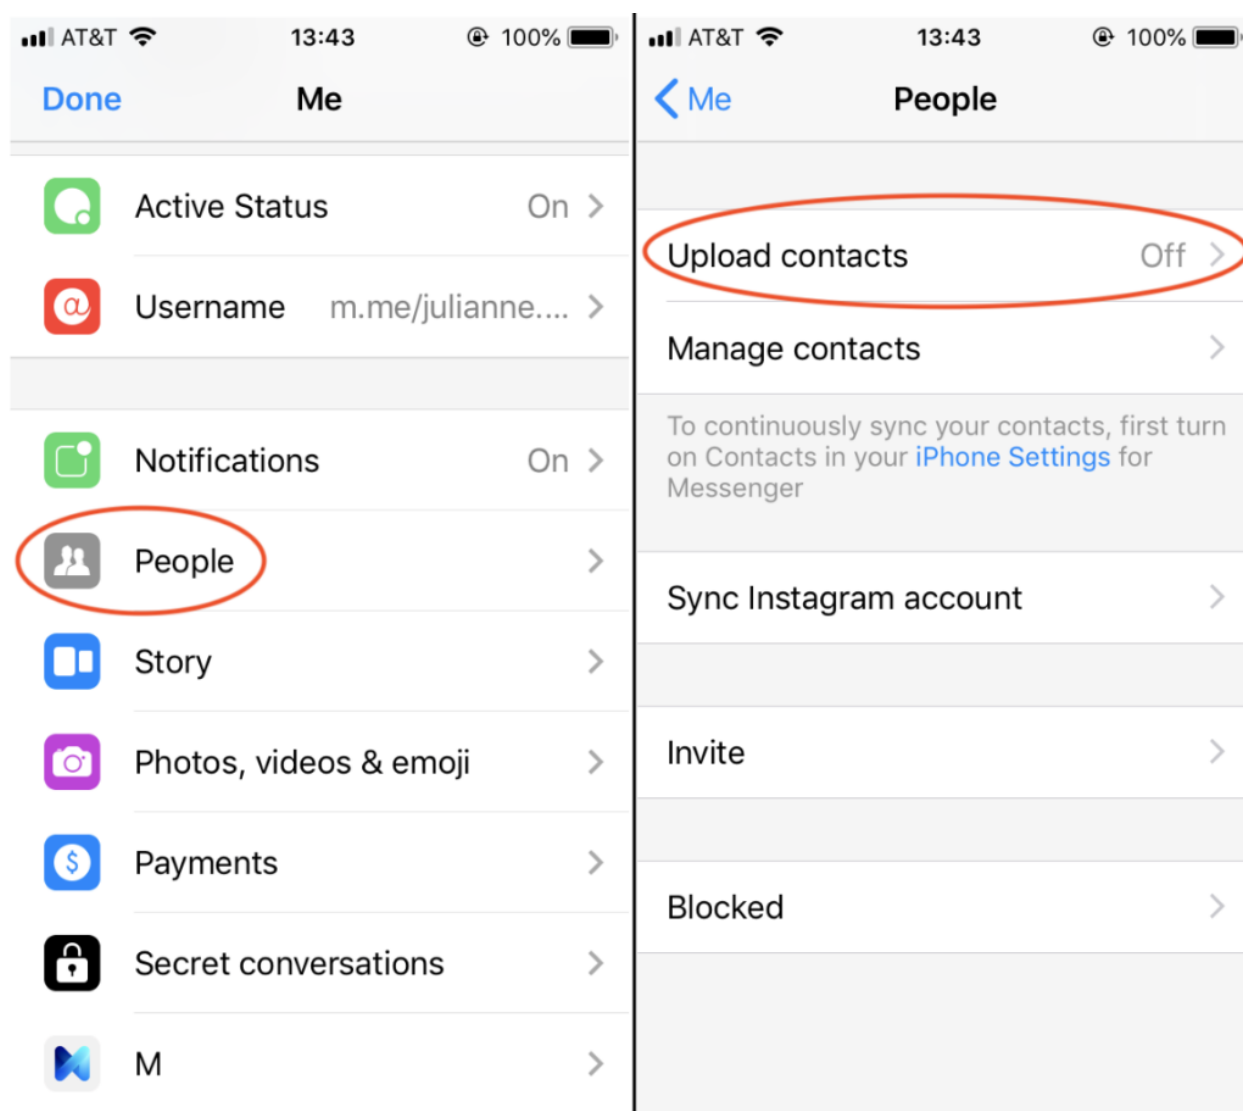 AT&T 13:43 100%
Done Me
Active Status On
Username m.me/julianne....
Notifications On
People
Story
Photos, videos & emoji
Payments
Secret conversations
M
AT&T 13:43 100%
Me People
Upload contacts Off
Manage contacts
To continuously sync your contacts, first turn
on Contacts in your iPhone Settings for
Messenger
Sync Instagram account
Invite
Blocked